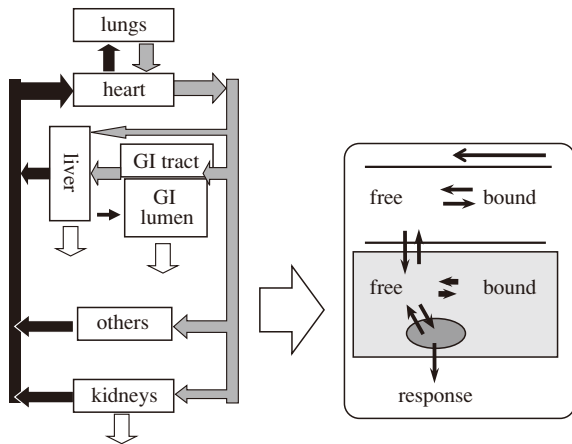 lungs
heart
liver
GI tract
GI
lumen
others
kidneys
free
bound
free
bound
response